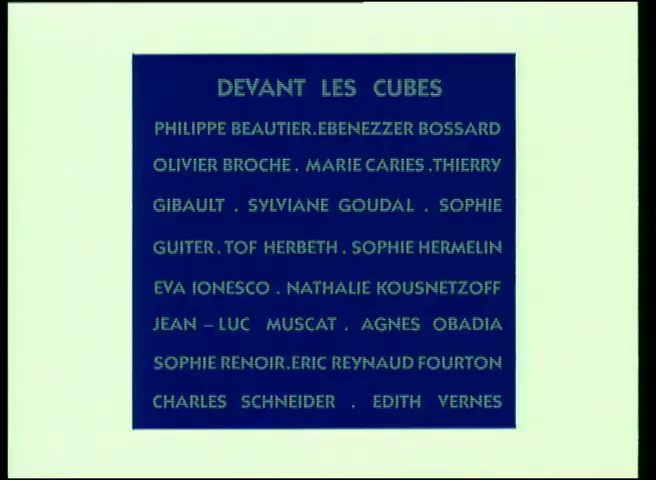 DEVANT LES CUBES
PHILIPPE BEAUTIER.EBENEZZER BOSSARD
OLIVIER BROCHE . MARIE CARIES .THIERRY
GIBAULT . SYLVIANE GOUDAL . SOPHIE
GUITER . TOF HERBETH . SOPHIE HERMELIN
EVA IONESCO . NATHALIE KOUSNETZOFF
JEAN – LUC MUSCAT . AGNES OBADIA
SOPHIE RENOIR.ERIC REYNAUD FOURTON
CHARLES SCHNEIDER . EDITH VERNES